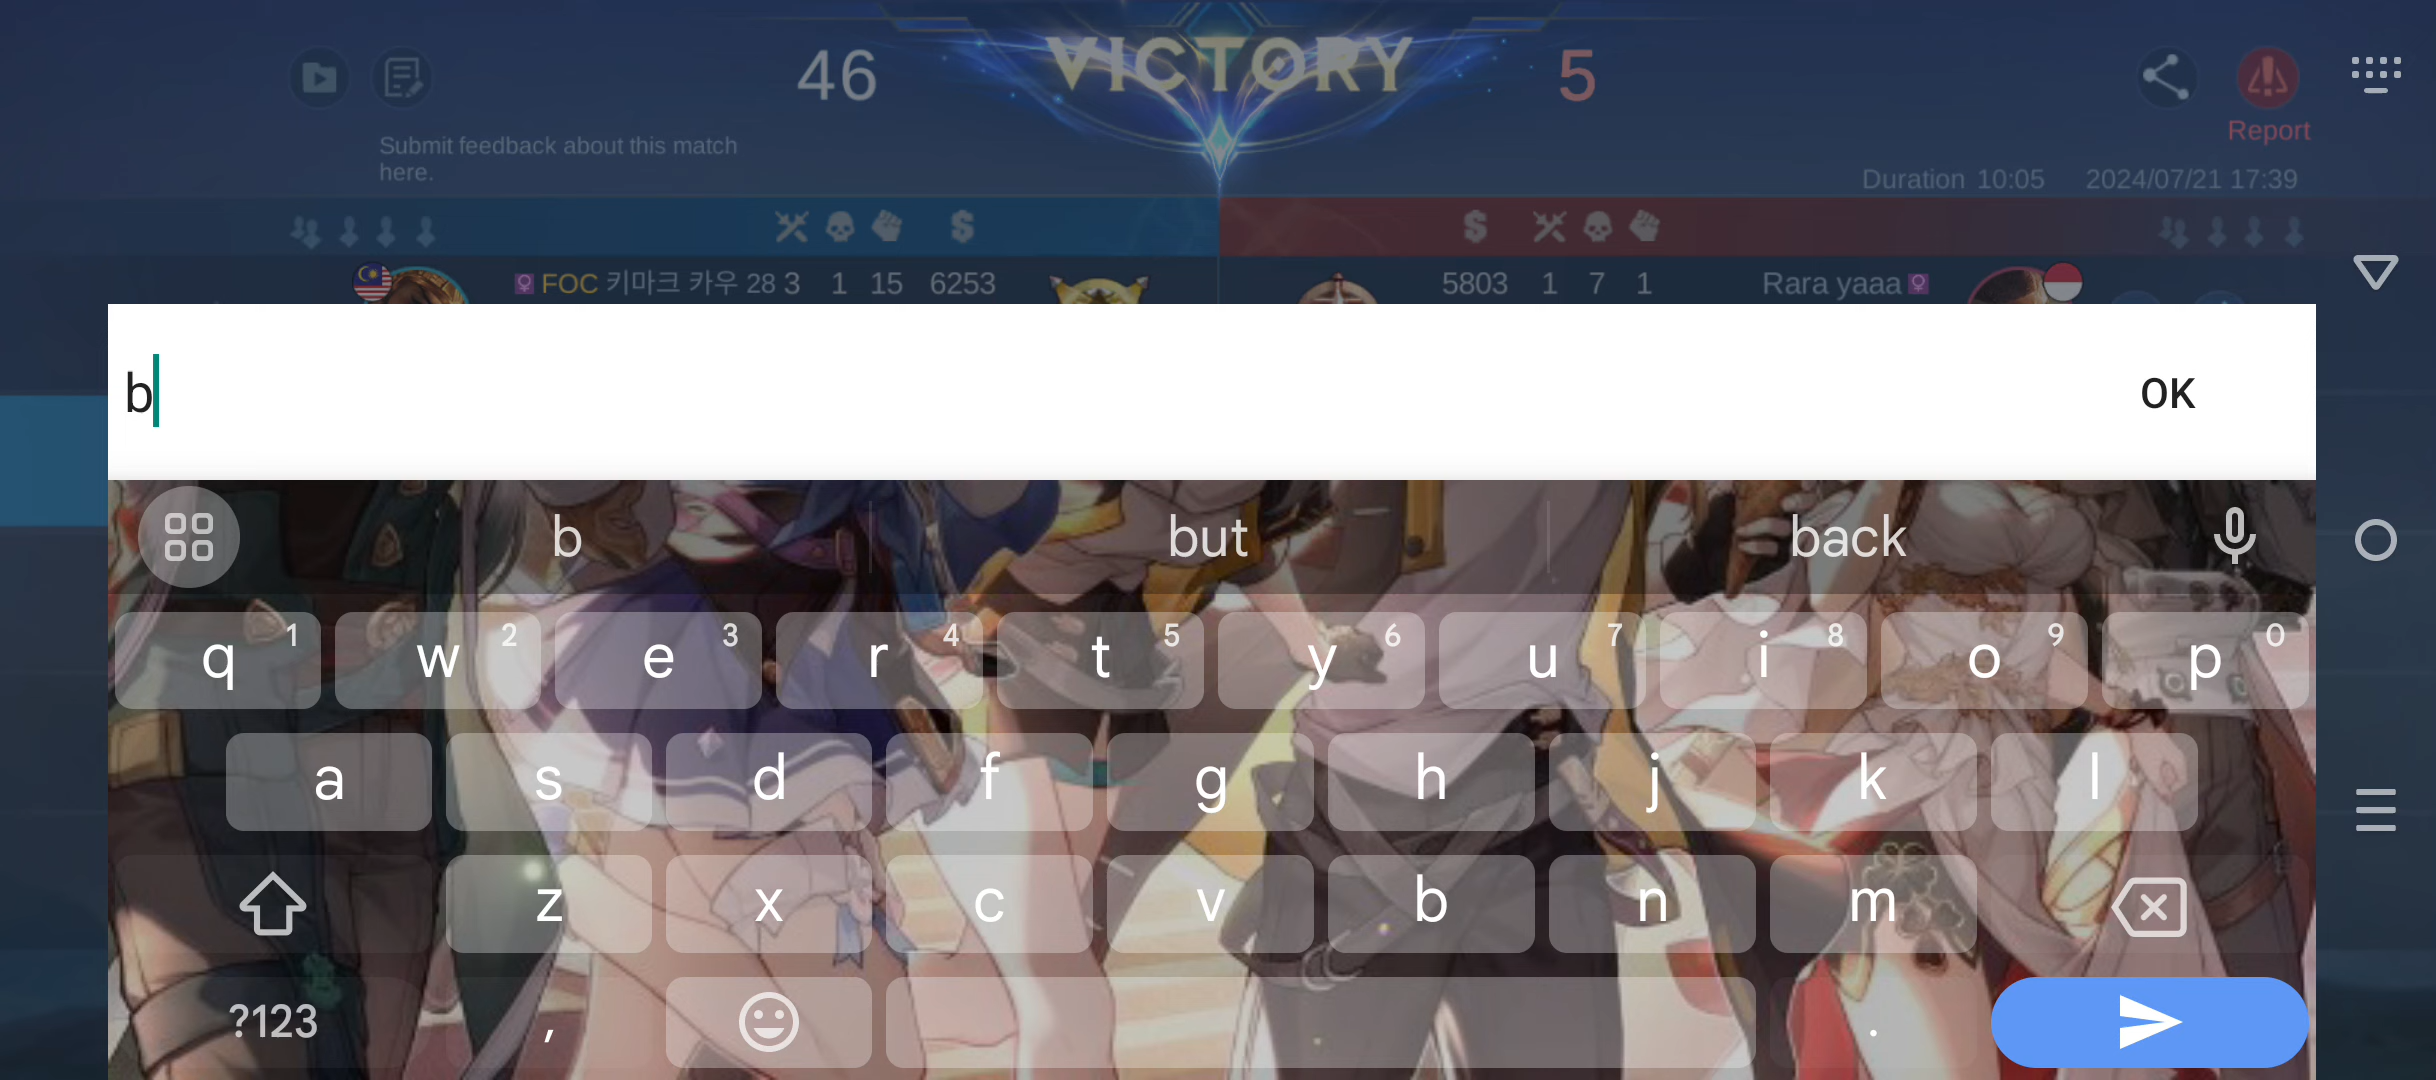 46 VICTORY 5
Report
Submit feedback about this match
here.
Duration 10:05 2024/07/21 17:39
FOC 키마크 카우 28 3 1 15 6253 5803 1 7 1 Rara yaaa
b OK
b but back
q 1 w 2 e 3 r 4 t 5 y 6 u 7 i 8 o 9 p 0
a s d f g h j k l
z x c v b n m
?123 , .